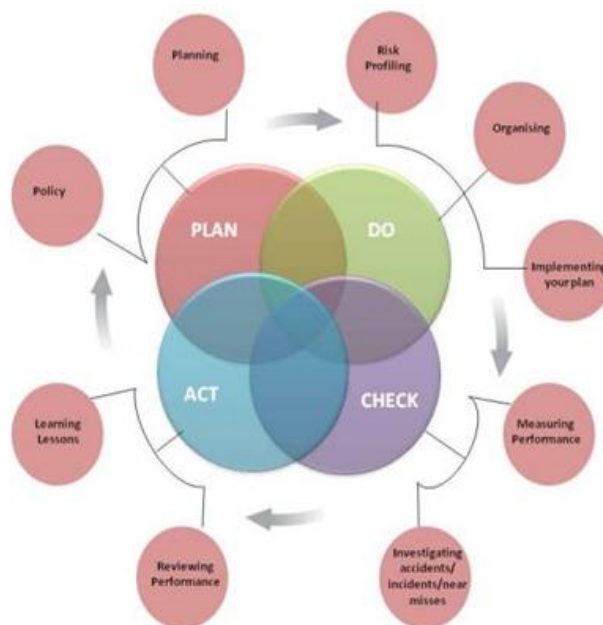 Planning
Risk
Profiling
Organising
Policy
PLAN
DO
Implementing
your plan
ACT
CHECK
Learning
Lessons
Measuring
Performance
Reviewing
Performance
Investigating
accidents/
incidents/near
misses